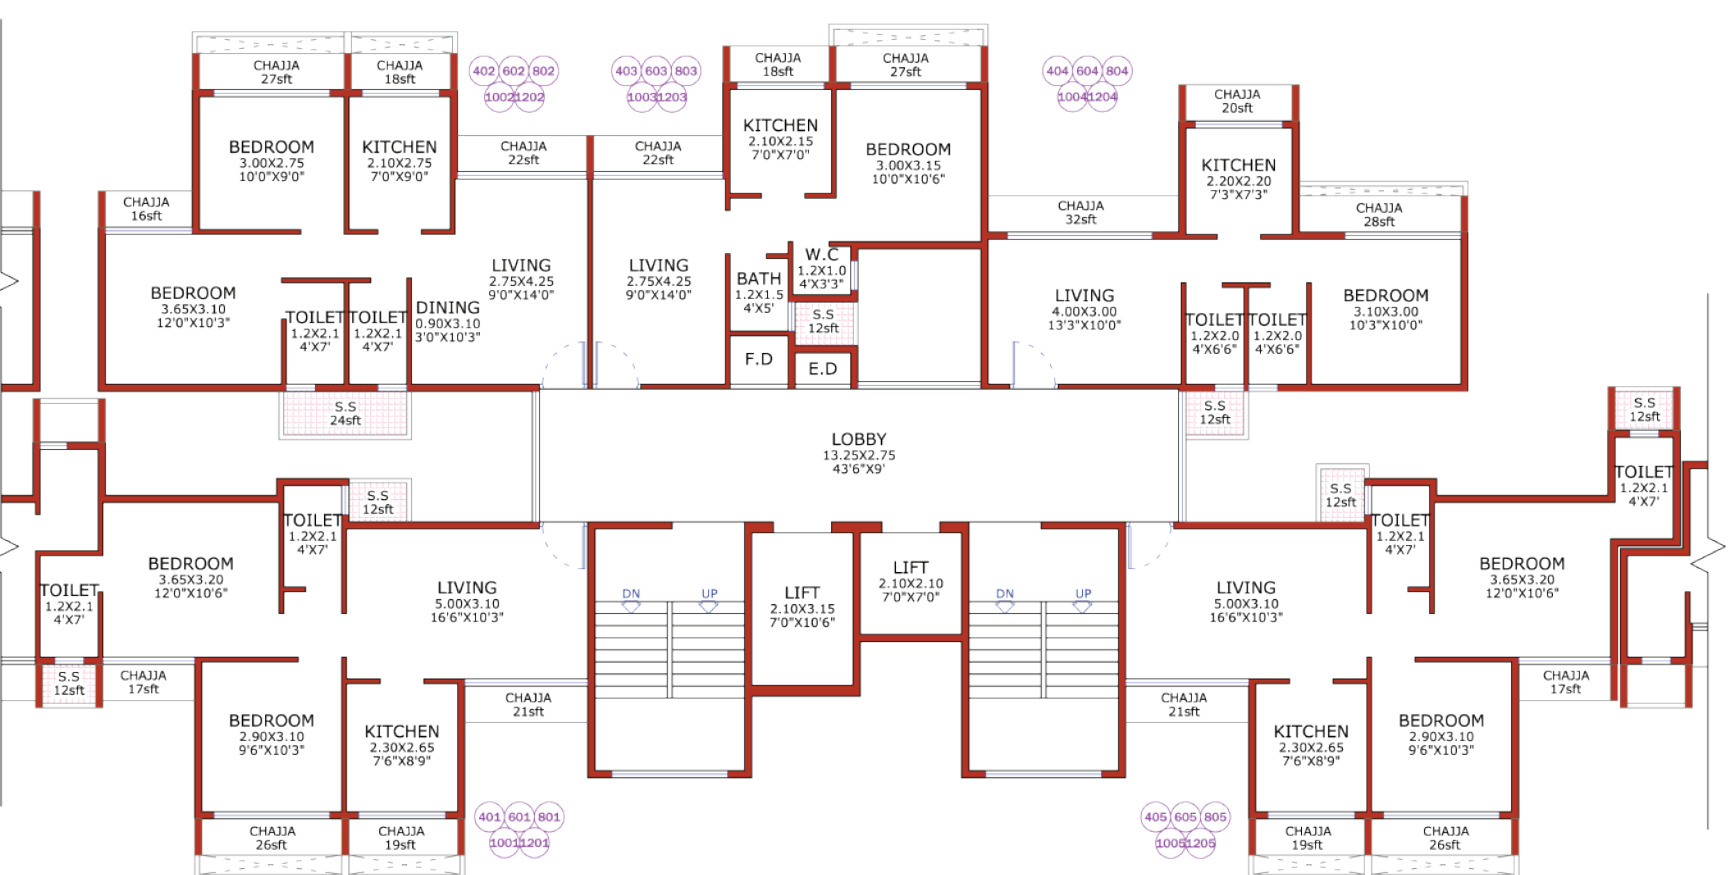 402 602 802
1002 1202
403 603 803
1003 1203
404 604 804
1004 1204
CHAJJA
27sft
CHAJJA
18sft
CHAJJA
18sft
CHAJJA
27sft
CHAJJA
20sft
BEDROOM
3.00X2.75
10'0"X9'0"
KITCHEN
2.10X2.75
7'0"X9'0"
CHAJJA
22sft
CHAJJA
22sft
KITCHEN
2.10X2.15
7'0"X7'0"
BEDROOM
3.00X3.15
10'0"X10'6"
KITCHEN
2.20X2.20
7'3"X7'3"
CHAJJA
16sft
CHAJJA
32sft
CHAJJA
28sft
BEDROOM
3.65X3.10
12'0"X10'3"
TOILET
1.2X2.1
4'X7'
TOILET
1.2X2.1
4'X7'
DINING
0.90X3.10
3'0"X10'3"
LIVING
2.75X4.25
9'0"X14'0"
LIVING
2.75X4.25
9'0"X14'0"
BATH
1.2X1.5
4'X5'
W.C
1.2X1.0
4'X3'3"
S.S
12sft
F.D
E.D
LIVING
4.00X3.00
13'3"X10'0"
TOILET
1.2X2.0
4'X6'6"
TOILET
1.2X2.0
4'X6'6"
BEDROOM
3.10X3.00
10'3"X10'0"
S.S
24sft
S.S
12sft
S.S
12sft
LOBBY
13.25X2.75
43'6"X9'
S.S
12sft
S.S
12sft
TOILET
1.2X2.1
4'X7'
TOILET
1.2X2.1
4'X7'
TOILET
1.2X2.1
4'X7'
BEDROOM
3.65X3.20
12'0"X10'6"
TOILET
1.2X2.1
4'X7'
LIVING
5.00X3.10
16'6"X10'3"
DN
UP
LIFT
2.10X3.15
7'0"X10'6"
LIFT
2.10X2.10
7'0"X7'0"
DN
UP
LIVING
5.00X3.10
16'6"X10'3"
BEDROOM
3.65X3.20
12'0"X10'6"
S.S
12sft
CHAJJA
17sft
CHAJJA
21sft
CHAJJA
21sft
CHAJJA
17sft
BEDROOM
2.90X3.10
9'6"X10'3"
KITCHEN
2.30X2.65
7'6"X8'9"
KITCHEN
2.30X2.65
7'6"X8'9"
BEDROOM
2.90X3.10
9'6"X10'3"
401 601 801
1001 1201
405 605 805
1005 1205
CHAJJA
26sft
CHAJJA
19sft
CHAJJA
19sft
CHAJJA
26sft